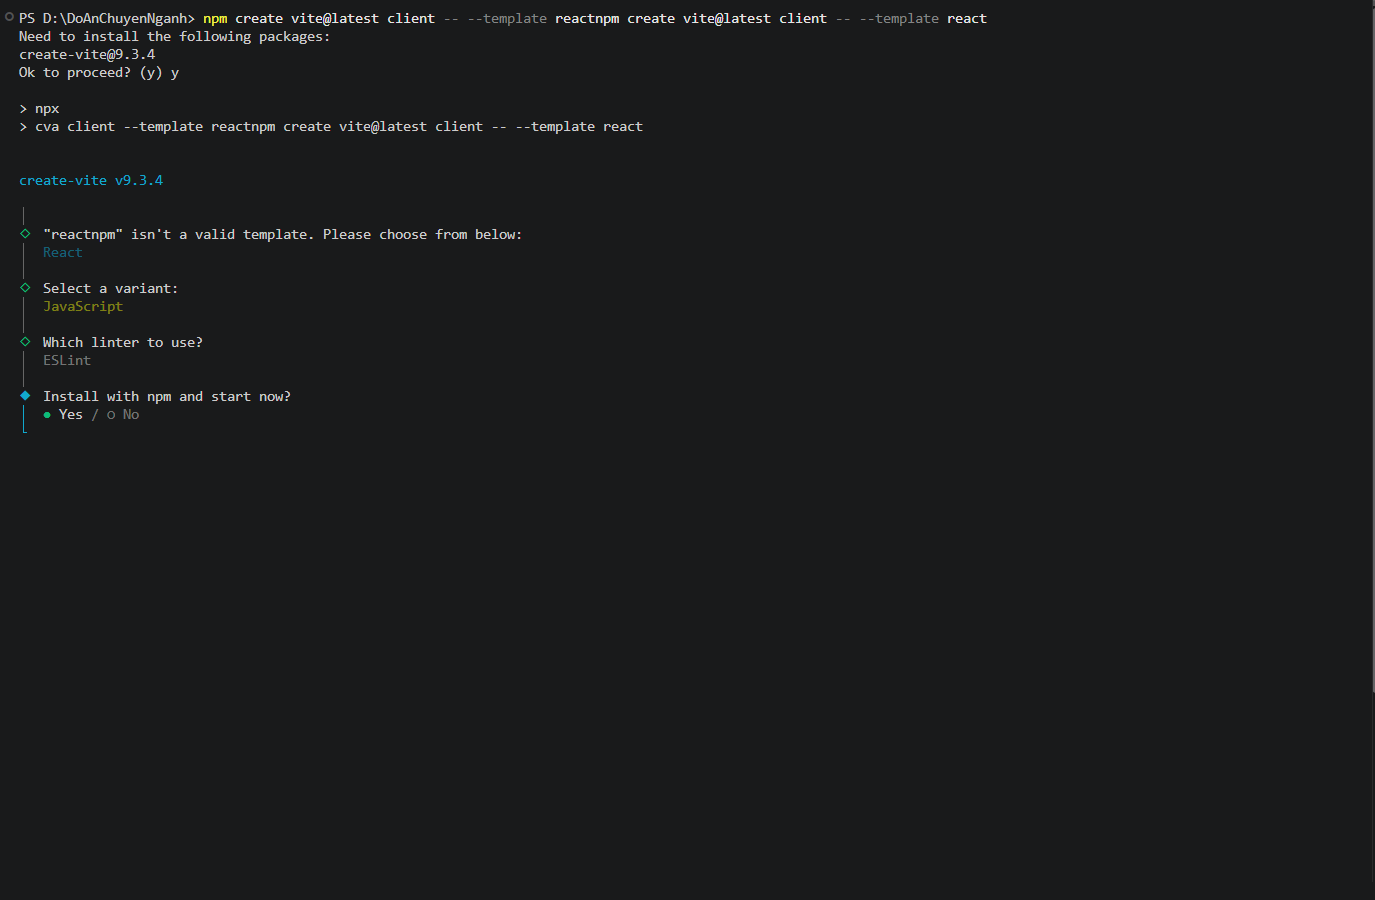 PS D:\DoAnChuyenNganh> npm create vite@latest client -- --template reactnpm create vite@latest client -- --template react
Need to install the following packages:
create-vite@9.3.4
Ok to proceed? (y) y
> npx
> cva client --template reactnpm create vite@latest client -- --template react
create-vite v9.3.4
"reactnpm" isn't a valid template. Please choose from below:
React
Select a variant:
JavaScript
Which linter to use?
ESLint
Install with npm and start now?
● Yes / ○ No